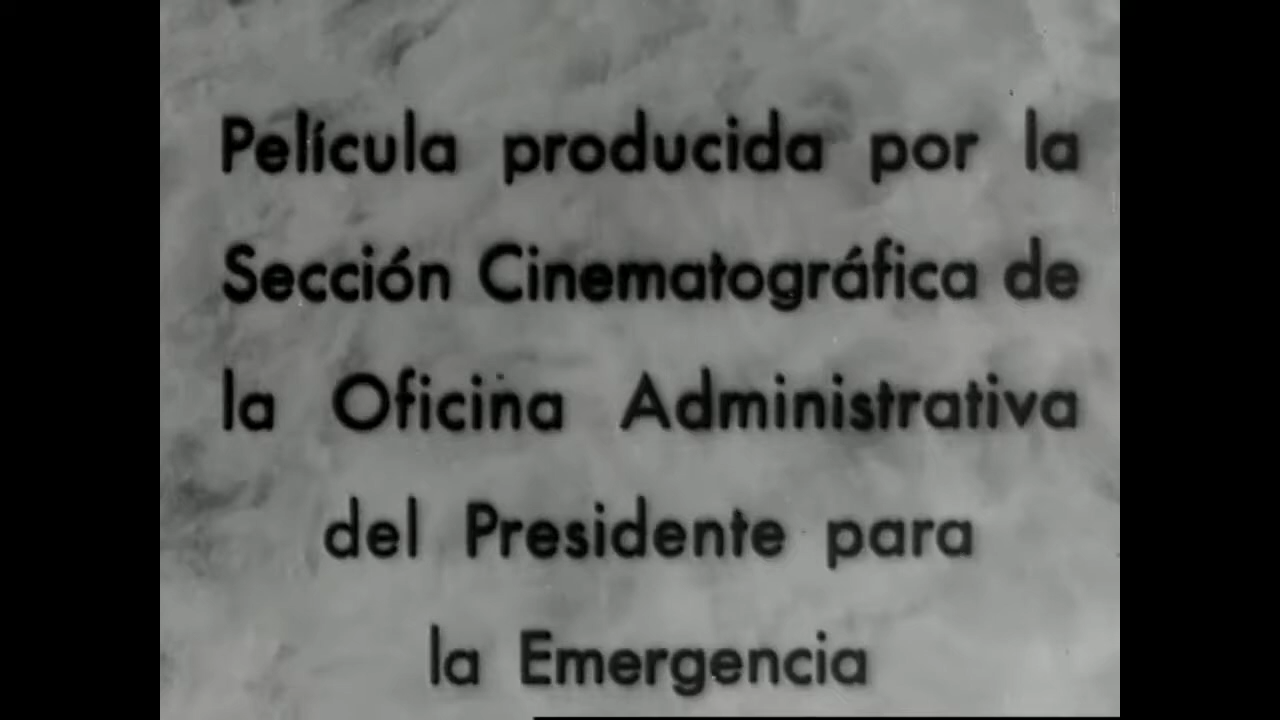 Película producida por la
Sección Cinematográfica de
la Oficina Administrativa
del Presidente para
la Emergencia